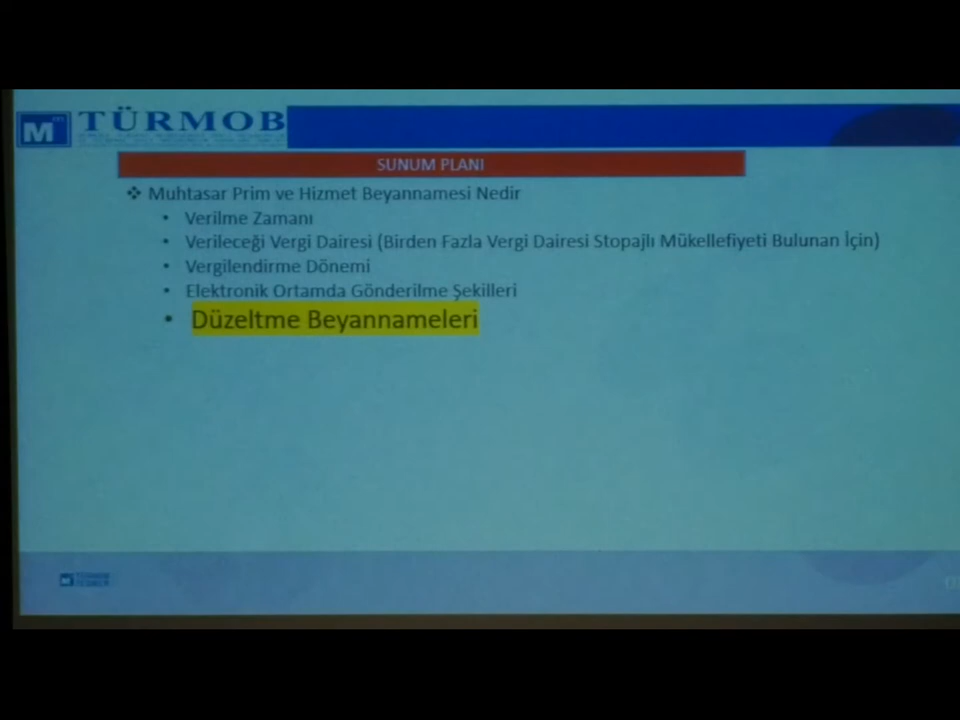 TÜRMOB
SUNUM PLANI
❖ Muhtasar Prim ve Hizmet Beyannamesi Nedir
• Verilme Zamanı
• Verileceği Vergi Dairesi (Birden Fazla Vergi Dairesi Stopajlı Mükellefiyeti Bulunan İçin)
• Vergilendirme Dönemi
• Elektronik Ortamda Gönderilme Şekilleri
• Düzeltme Beyannameleri